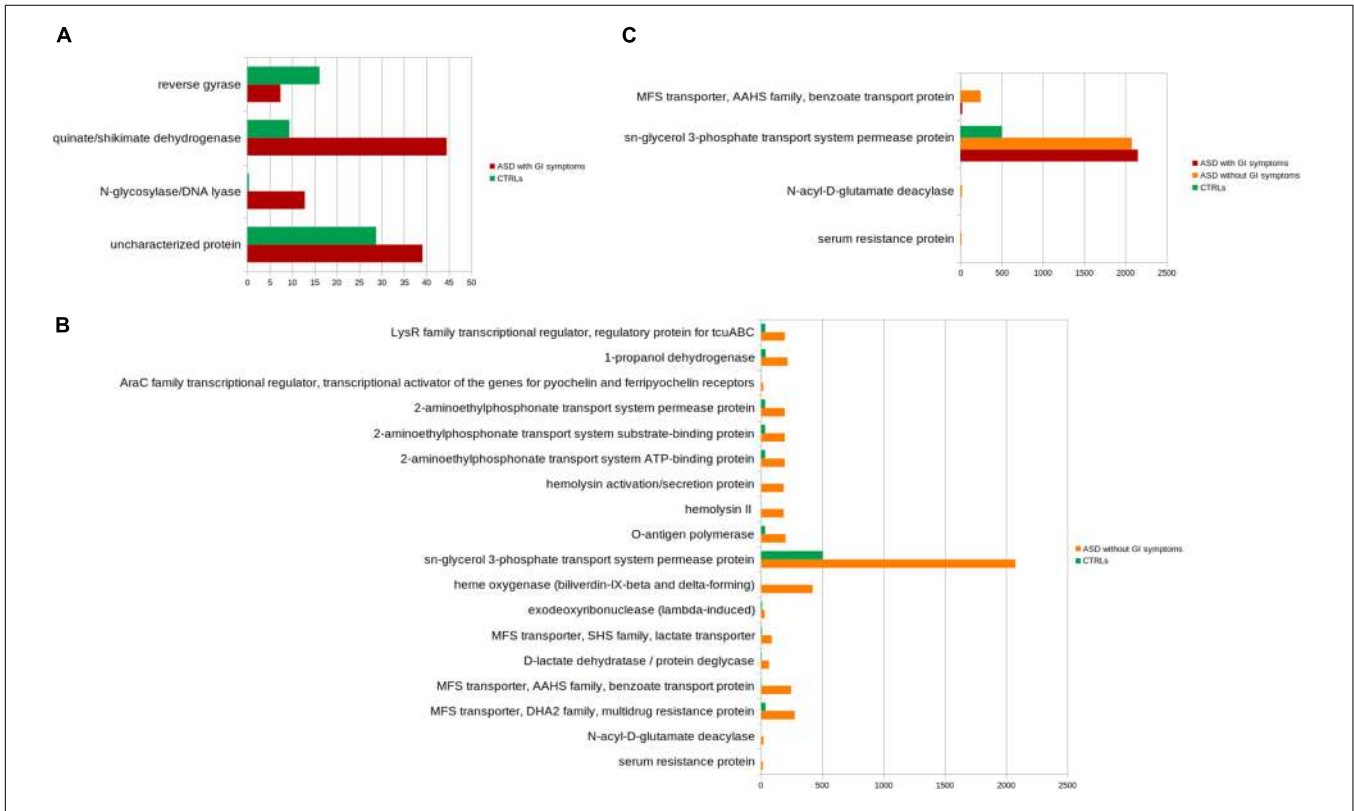 A
reverse gyrase
quinate/shikimate dehydrogenase
N-glycosylase/DNA lyase
uncharacterized protein
0 5 10 15 20 25 30 35 40 45 50
ASD with GI symptoms
CTRLs
C
MFS transporter, AAHS family, benzoate transport protein
sn-glycerol 3-phosphate transport system permease protein
N-acyl-D-glutamate deacylase
serum resistance protein
0 500 1000 1500 2000 2500
ASD with GI symptoms
ASD without GI symptoms
CTRLs
B
LysR family transcriptional regulator, regulatory protein for tcuABC
1-propanol dehydrogenase
AraC family transcriptional regulator, transcriptional activator of the genes for pyochelin and ferripyochelin receptors
2-aminoethylphosphonate transport system permease protein
2-aminoethylphosphonate transport system substrate-binding protein
2-aminoethylphosphonate transport system ATP-binding protein
hemolysin activation/secretion protein
hemolysin II
O-antigen polymerase
sn-glycerol 3-phosphate transport system permease protein
heme oxygenase (biliverdin-IX-beta and delta-forming)
exodeoxyribonuclease (lambda-induced)
MFS transporter, SHS family, lactate transporter
D-lactate dehydratase / protein deglycase
MFS transporter, AAHS family, benzoate transport protein
MFS transporter, DHA2 family, multidrug resistance protein
N-acyl-D-glutamate deacylase
serum resistance protein
0 500 1000 1500 2000 2500
ASD without GI symptoms
CTRLs